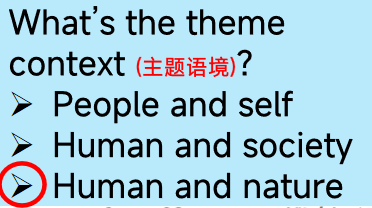 What's the theme
context (主题语境)?
➢ People and self
➢ Human and society
➢ Human and nature